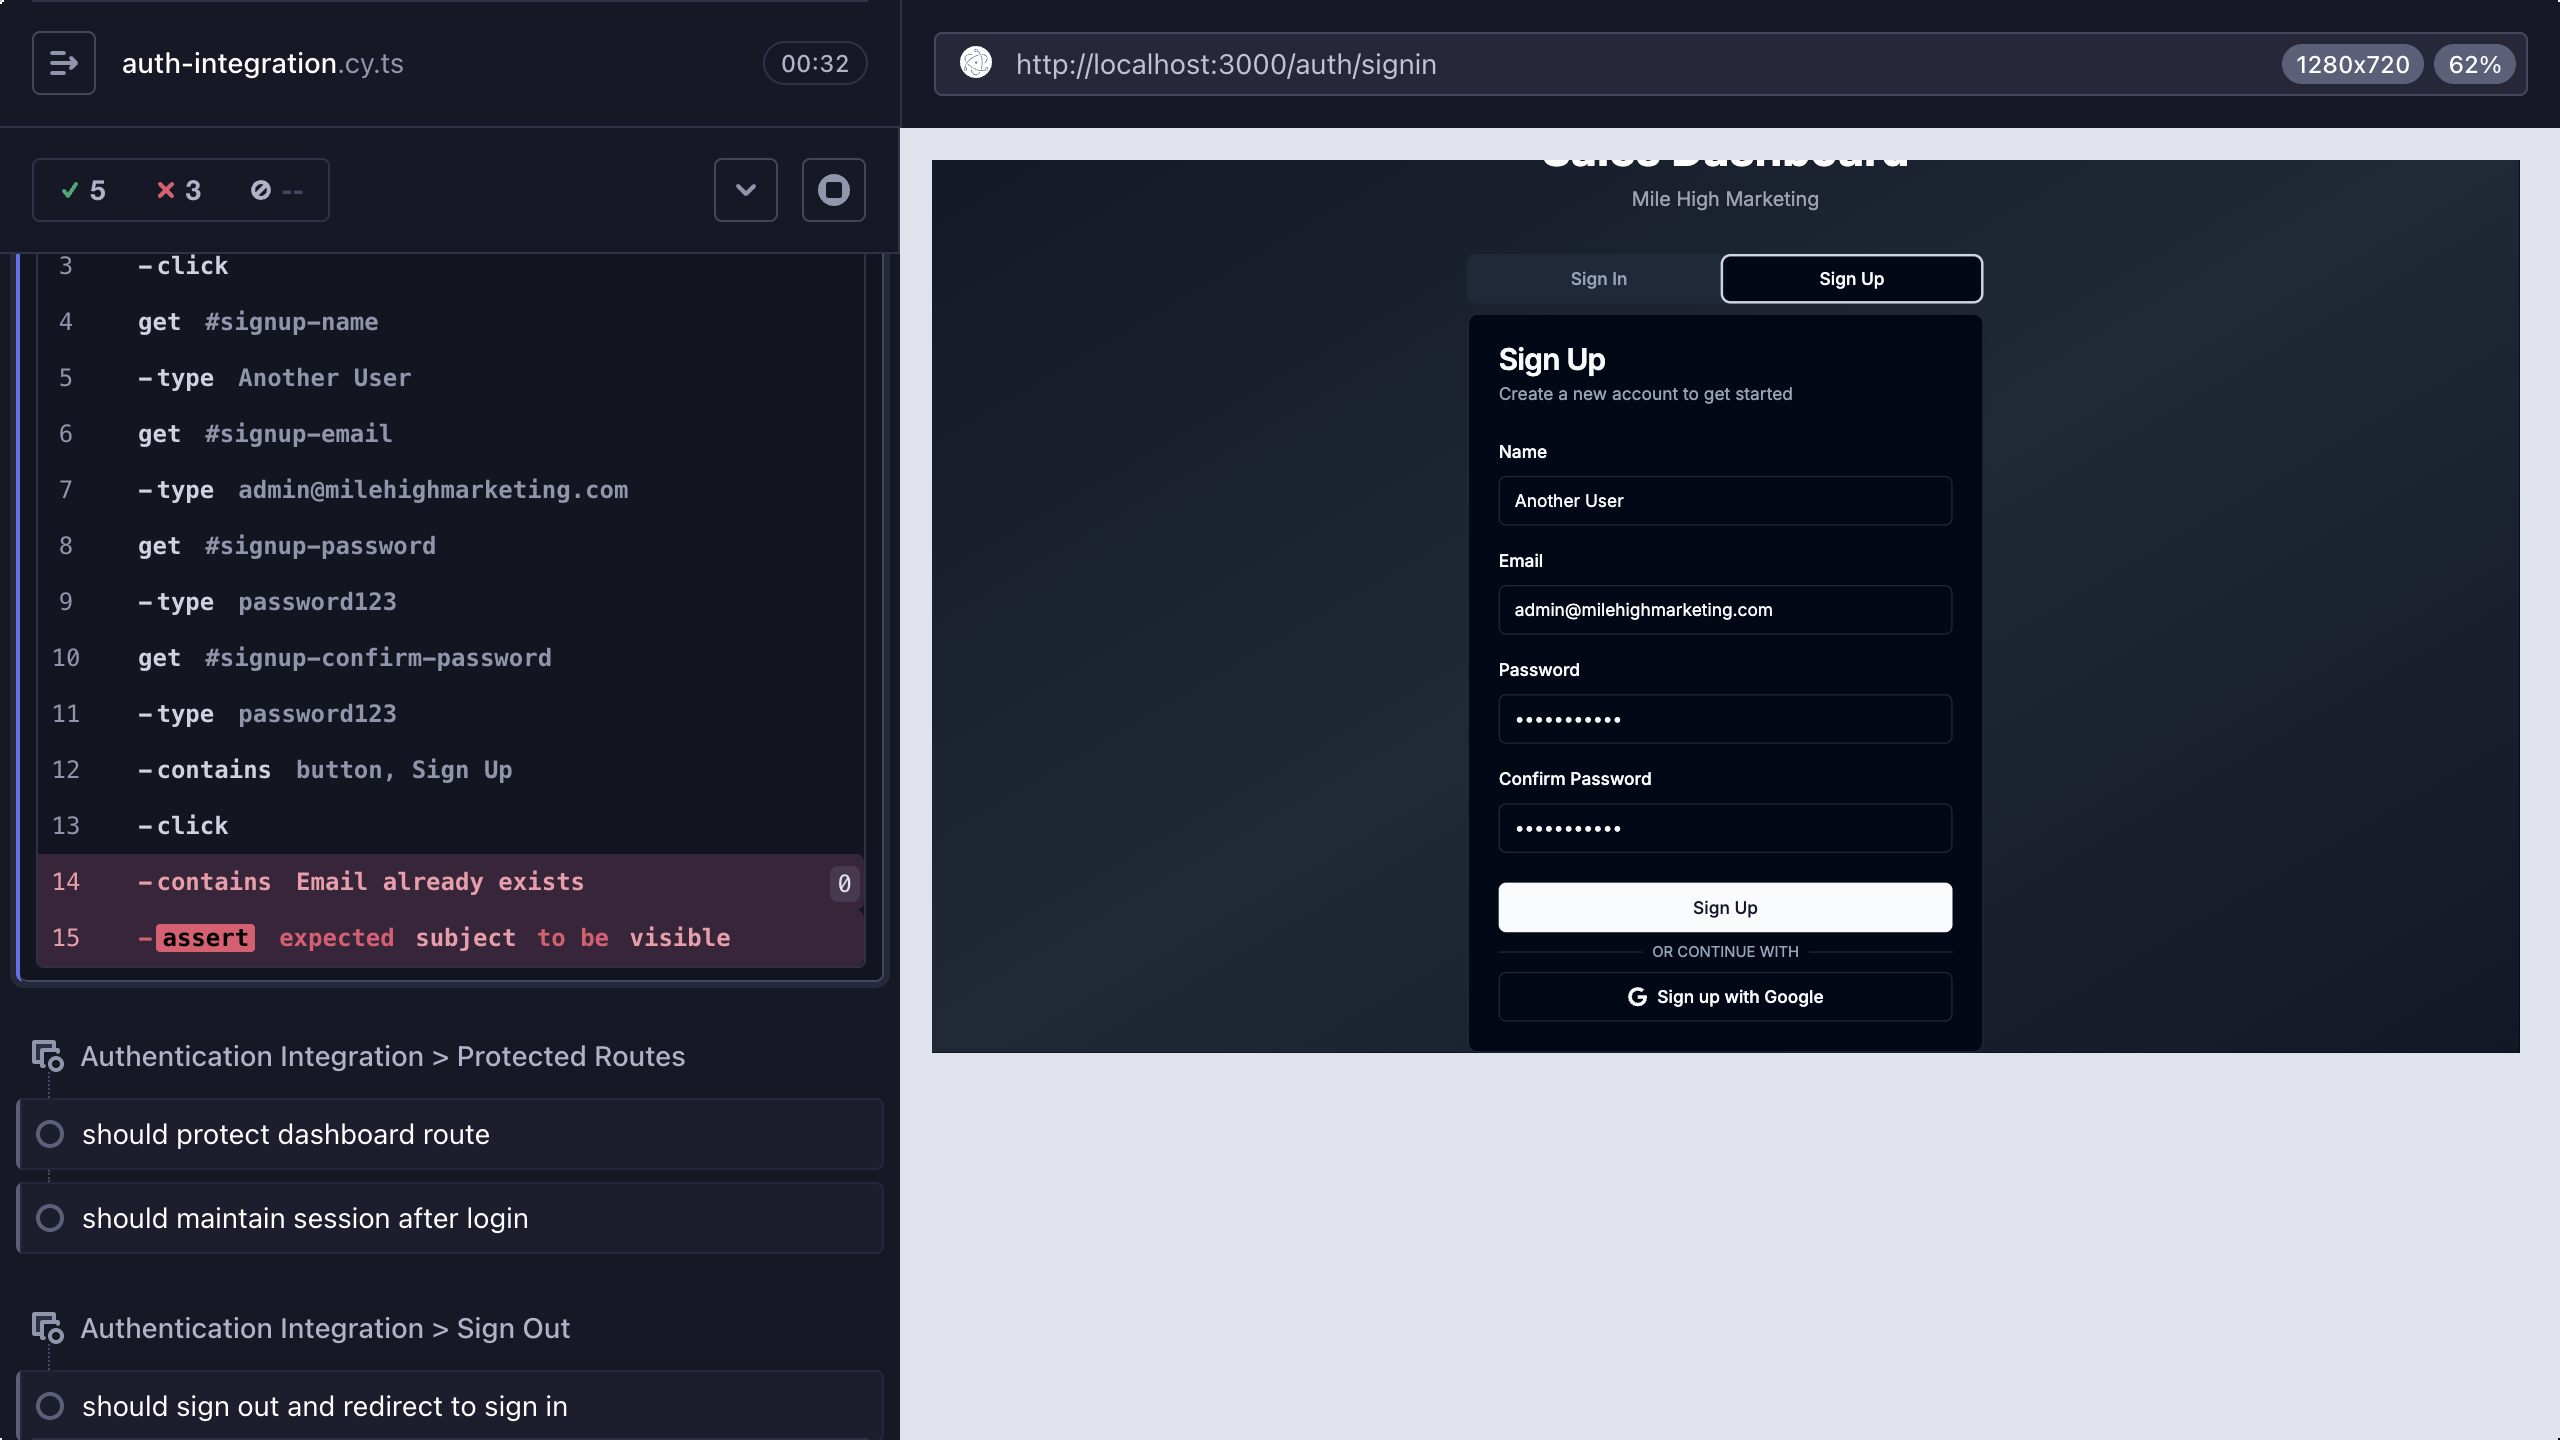 auth-integration.cy.ts
00:32
5
3
--
3 -click
4 get #signup-name
5 -type Another User
6 get #signup-email
7 -type admin@milehighmarketing.com
8 get #signup-password
9 -type password123
10 get #signup-confirm-password
11 -type password123
12 -contains button, Sign Up
13 -click
14 -contains Email already exists 0
15 -assert expected subject to be visible
Authentication Integration > Protected Routes
should protect dashboard route
should maintain session after login
Authentication Integration > Sign Out
should sign out and redirect to sign in
http://localhost:3000/auth/signin
1280x720
62%
Sales Dashboard
Mile High Marketing
Sign In
Sign Up
Sign Up
Create a new account to get started
Name
Another User
Email
admin@milehighmarketing.com
Password
•••••••••••
Confirm Password
•••••••••••
Sign Up
OR CONTINUE WITH
G Sign up with Google